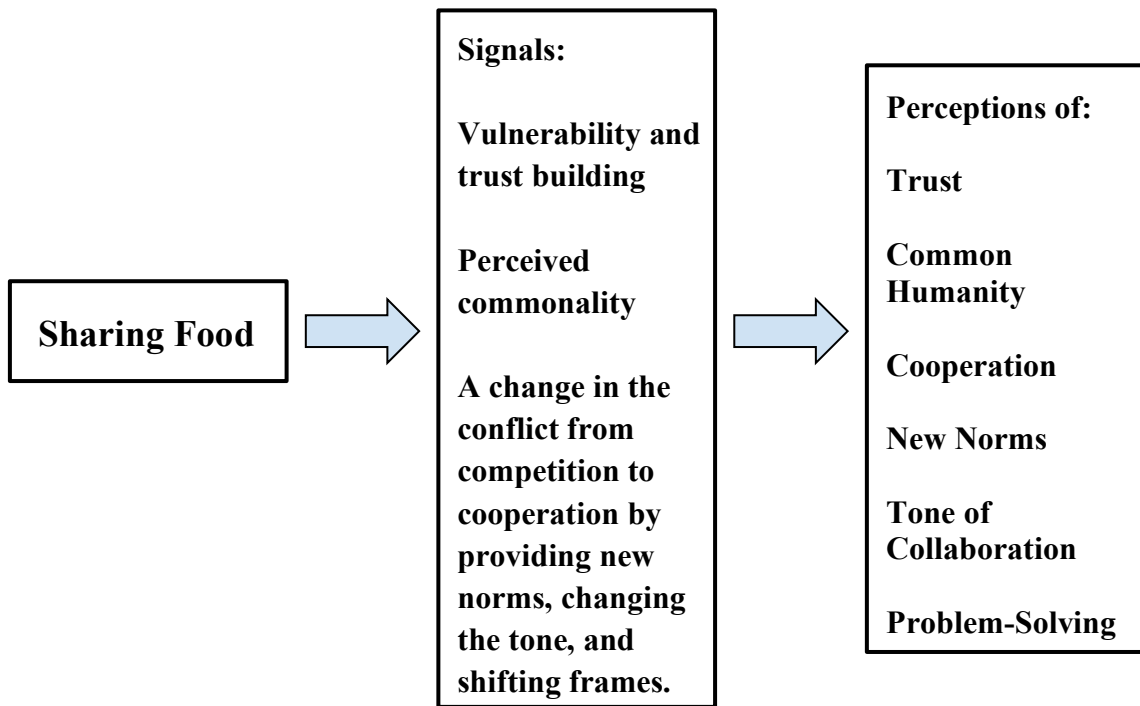 Sharing Food
Signals:
Vulnerability and
trust building
Perceived
commonality
A change in the
conflict from
competition to
cooperation by
providing new
norms, changing
the tone, and
shifting frames.
Perceptions of:
Trust
Common
Humanity
Cooperation
New Norms
Tone of
Collaboration
Problem-Solving